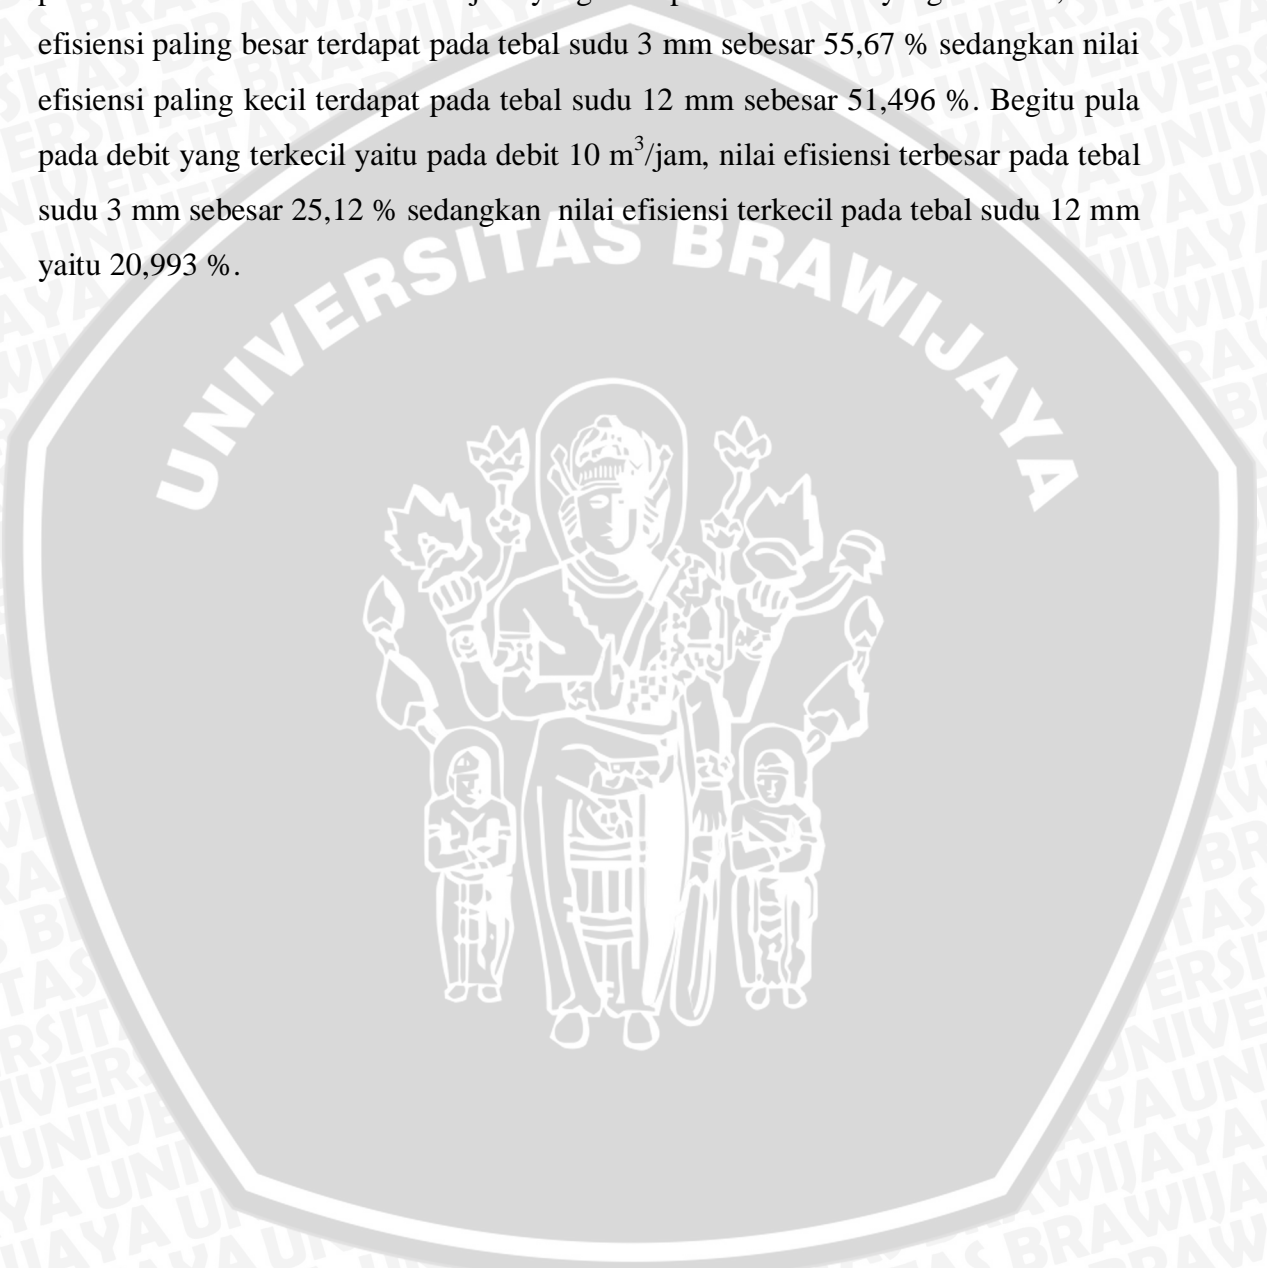 efisiensi paling besar terdapat pada tebal sudu 3 mm sebesar 55,67 % sedangkan nilai
efisiensi paling kecil terdapat pada tebal sudu 12 mm sebesar 51,496 %. Begitu pula
pada debit yang terkecil yaitu pada debit 10 m³/jam, nilai efisiensi terbesar pada tebal
sudu 3 mm sebesar 25,12 % sedangkan nilai efisiensi terkecil pada tebal sudu 12 mm
yaitu 20,993 %.
UNIVERSITAS BRAWIJAYA